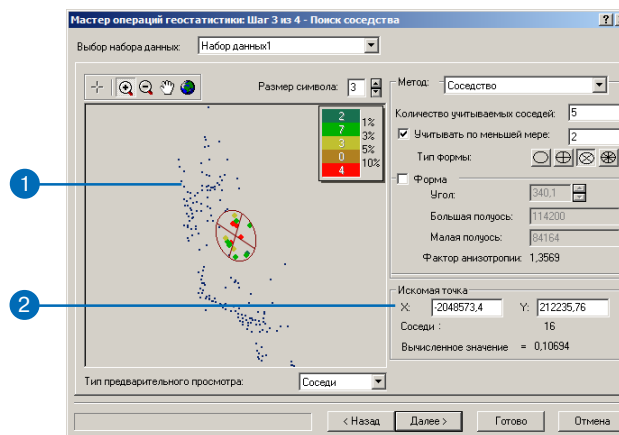 Мастер операций геостатистики: Шаг 3 из 4 - Поиск соседства
Выбор набора данных: Набор данных1
Размер символа: 3
2
7
3
0
4
1%
3%
5%
10%
1
2
Метод: Соседство
Количество учитываемых соседей: 5
Учитывать по меньшей мере: 2
Тип формы:
Форма
Угол: 340,1
Большая полуось: 114200
Малая полуось: 84164
Фактор анизотропии: 1,3569
Искомая точка
X: -2048573,4 Y: 212235,76
Соседи : 16
Вычисленное значение = 0,10694
Тип предварительного просмотра: Соседи
< Назад Далее > Готово Отмена